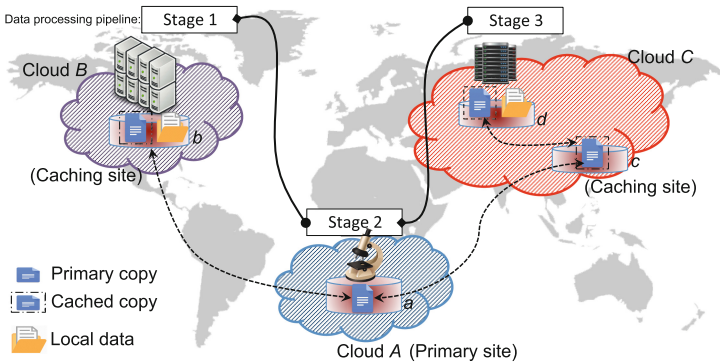 Data processing pipeline:
Stage 1
Stage 3
Cloud B
Cloud C
b
d
c
(Caching site)
(Caching site)
Stage 2
a
Primary copy
Cached copy
Local data
Cloud A (Primary site)